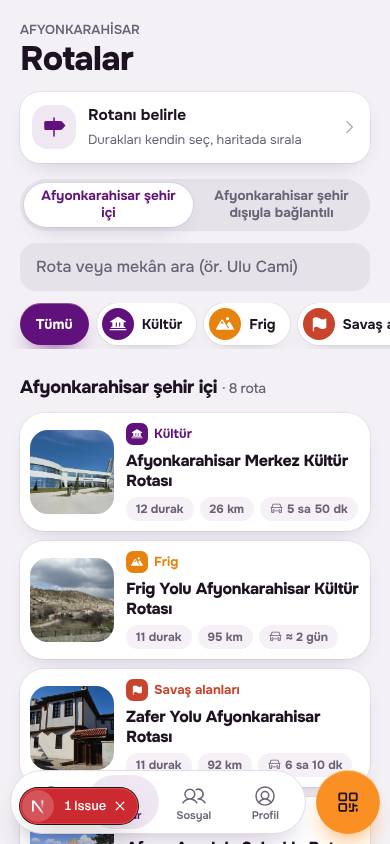 AFYONKARAHİSAR
Rotalar
Rotanı belirle
Durakları kendin seç, haritada sırala
Afyonkarahisar şehir
içi
Afyonkarahisar şehir
dışıyla bağlantılı
Rota veya mekân ara (ör. Ulu Cami)
Tümü
Kültür
Frig
Savaş a
Afyonkarahisar şehir içi · 8 rota
Kültür
Afyonkarahisar Merkez Kültür
Rotası
12 durak
26 km
5 sa 50 dk
Frig
Frig Yolu Afyonkarahisar Kültür
Rotası
11 durak
95 km
≈ 2 gün
Savaş alanları
Zafer Yolu Afyonkarahisar
Rotası
11 durak
92 km
6 sa 10 dk
N
1 Issue
Sosyal
Profil